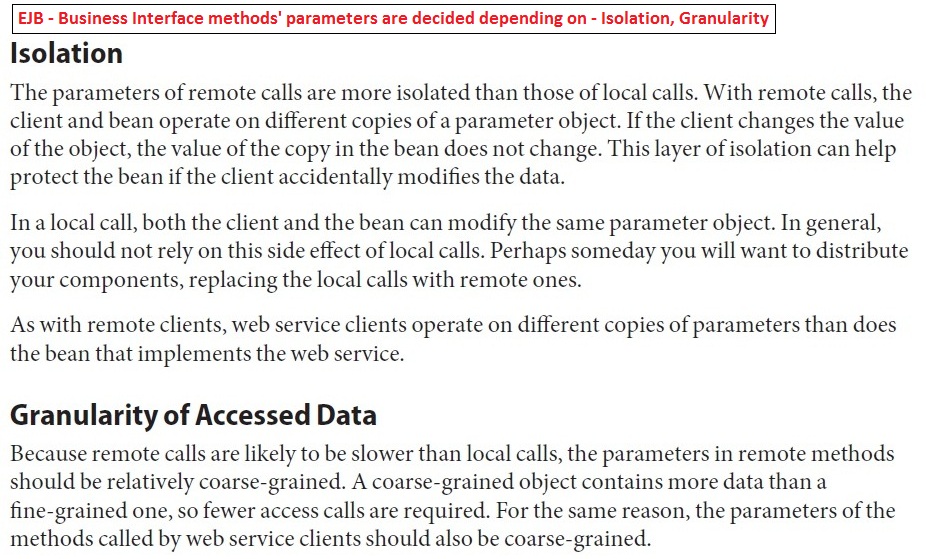 EJB - Business Interface methods' parameters are decided depending on - Isolation, Granularity
Isolation
The parameters of remote calls are more isolated than those of local calls. With remote calls, the
client and bean operate on different copies of a parameter object. If the client changes the value
of the object, the value of the copy in the bean does not change. This layer of isolation can help
protect the bean if the client accidentally modifies the data.
In a local call, both the client and the bean can modify the same parameter object. In general,
you should not rely on this side effect of local calls. Perhaps someday you will want to distribute
your components, replacing the local calls with remote ones.
As with remote clients, web service clients operate on different copies of parameters than does
the bean that implements the web service.
Granularity of Accessed Data
Because remote calls are likely to be slower than local calls, the parameters in remote methods
should be relatively coarse-grained. A coarse-grained object contains more data than a
fine-grained one, so fewer access calls are required. For the same reason, the parameters of the
methods called by web service clients should also be coarse-grained.